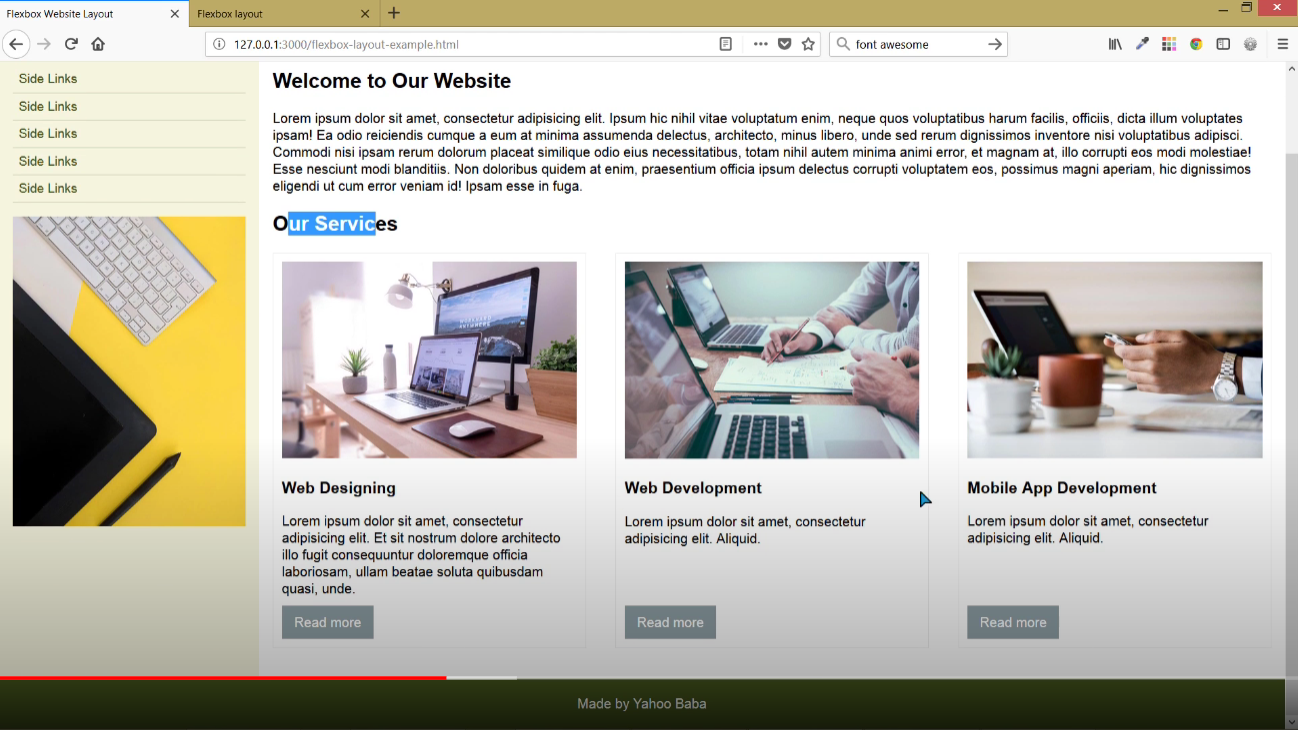 Flexbox Website Layout
Flexbox layout
127.0.0.1:3000/flexbox-layout-example.html
font awesome
Side Links
Side Links
Side Links
Side Links
Side Links
Welcome to Our Website
Lorem ipsum dolor sit amet, consectetur adipisicing elit. Ipsum hic nihil vitae voluptatum enim, neque quos voluptatibus harum facilis, officiis, dicta illum voluptates
ipsam! Ea odio reiciendis cumque a eum at minima assumenda delectus, architecto, minus libero, unde sed rerum dignissimos inventore nisi voluptatibus adipisci.
Commodi nisi ipsam rerum dolorum placeat similique odio eius necessitatibus, totam nihil autem minima animi error, et magnam at, illo corrupti eos modi molestiae!
Esse nesciunt modi blanditiis. Non doloribus quidem at enim, praesentium officia ipsum delectus corrupti voluptatem eos, possimus magni aperiam, hic dignissimos
eligendi ut cum error veniam id! Ipsam esse in fuga.
Our Services
Web Designing
Lorem ipsum dolor sit amet, consectetur
adipisicing elit. Et sit nostrum dolore architecto
illo fugit consequuntur doloremque officia
laboriosam, ullam beatae soluta quibusdam
quasi, unde.
Read more
Web Development
Lorem ipsum dolor sit amet, consectetur
adipisicing elit. Aliquid.
Read more
Mobile App Development
Lorem ipsum dolor sit amet, consectetur
adipisicing elit. Aliquid.
Read more
Made by Yahoo Baba